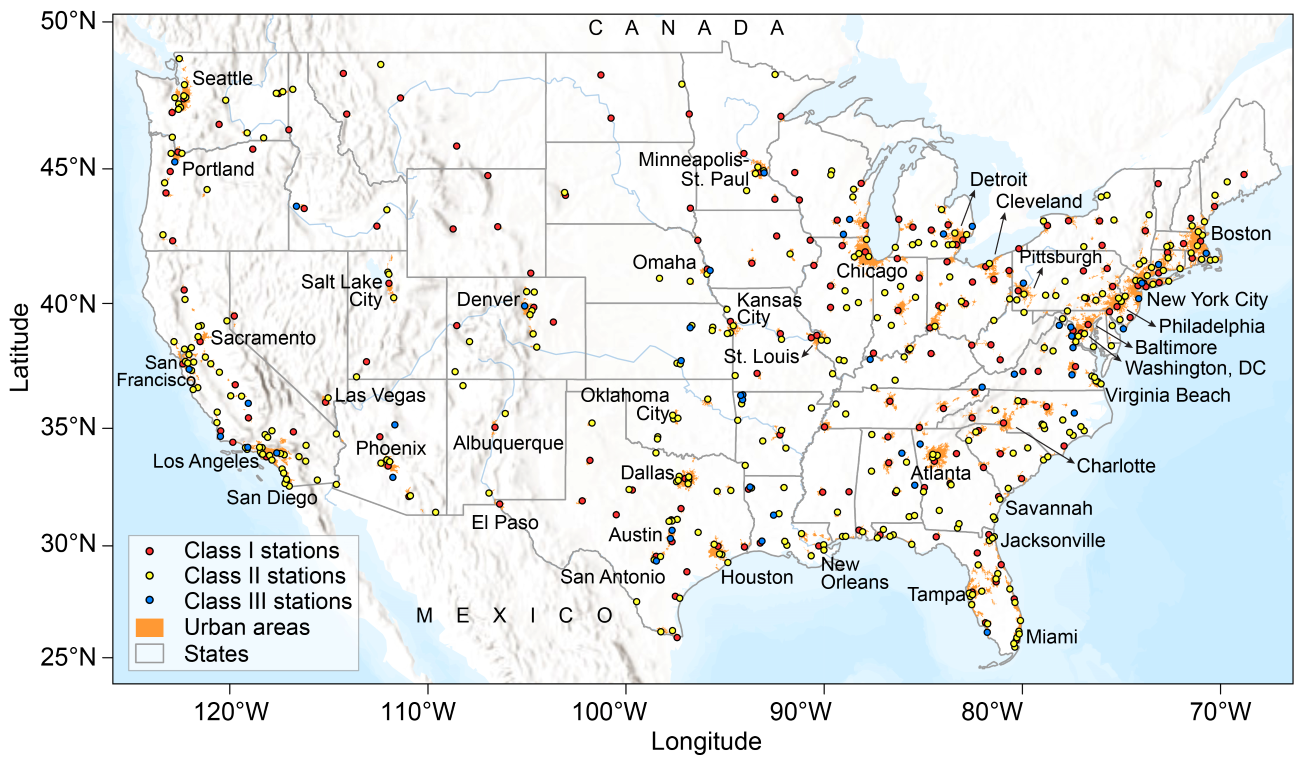 50°N
45°N
40°N
35°N
30°N
25°N
Latitude
C A N A D A
Seattle
Portland
Minneapolis-
St. Paul
Detroit
Cleveland
Pittsburgh
Boston
Chicago
Omaha
Salt Lake
City
Denver
Kansas
City
New York City
Philadelphia
Baltimore
Washington, DC
Sacramento
San
Francisco
St. Louis
Las Vegas
Oklahoma
City
Virginia Beach
Los Angeles
Phoenix
Albuquerque
Charlotte
San Diego
Dallas
Atlanta
El Paso
Savannah
Austin
Jacksonville
San Antonio
Houston
New
Orleans
Tampa
Miami
M E X I C O
Class I stations
Class II stations
Class III stations
Urban areas
States
120°W
110°W
100°W
90°W
80°W
70°W
Longitude